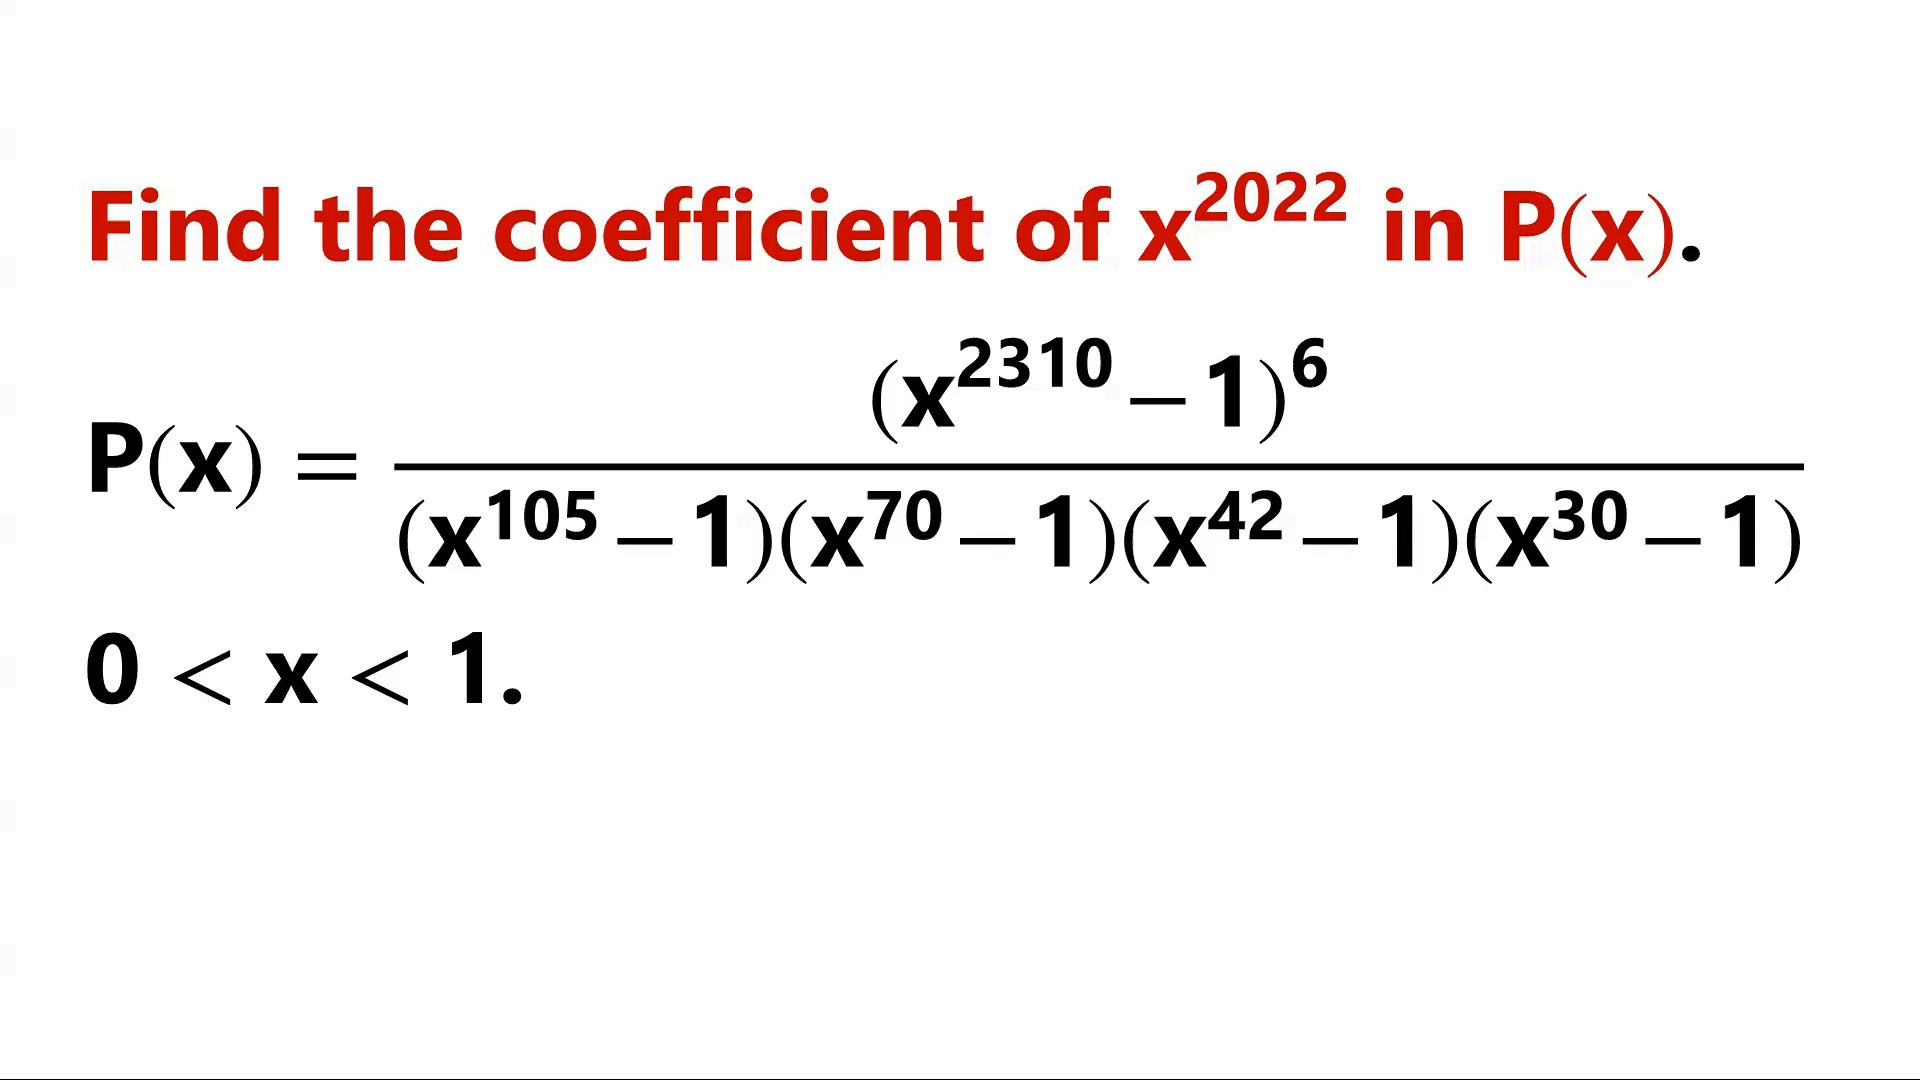 Find the coefficient of x^2022 in P(x).
P(x) = (x^2310 − 1)^6 / (x^105 − 1)(x^70 − 1)(x^42 − 1)(x^30 − 1)
0 < x < 1.